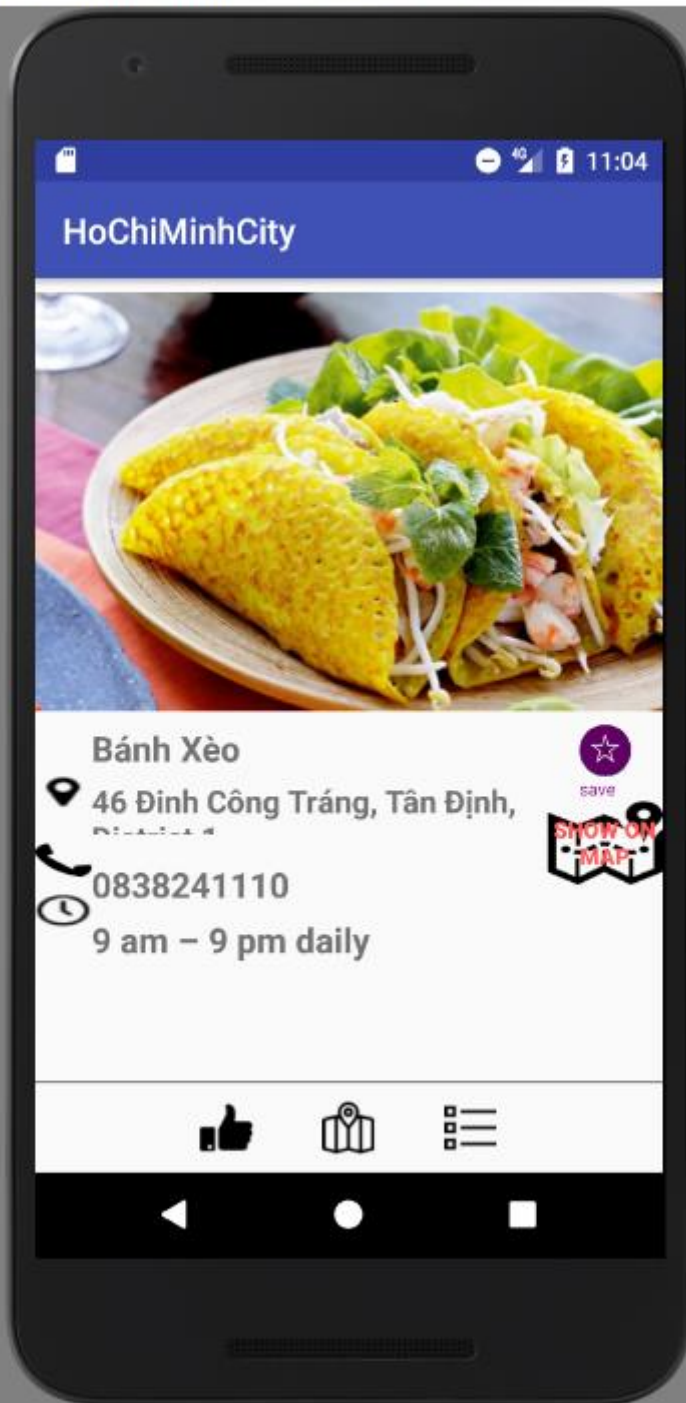 4G 11:04
HoChiMinhCity
Bánh Xèo
save
46 Đinh Công Tráng, Tân Định,
SHOW ON
MAP
0838241110
9 am – 9 pm daily